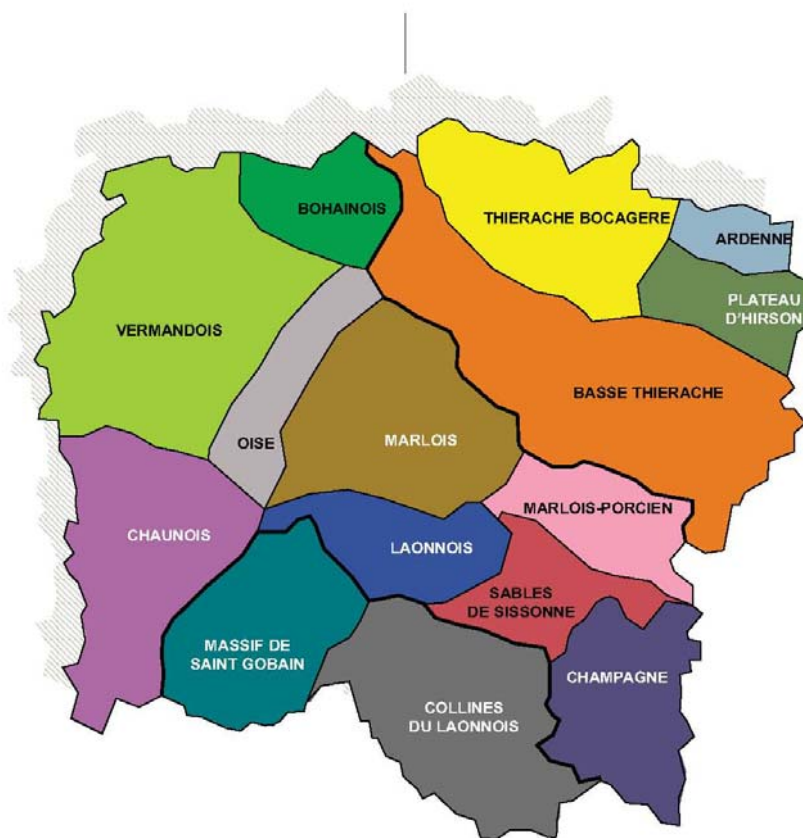 BOHAINOIS
THIERACHE BOCAGERE
ARDENNE
PLATEAU
D'HIRSON
VERMANDOIS
BASSE THIERACHE
OISE
MARLOIS
MARLOIS-PORCIEN
CHAUNOIS
LAONNOIS
SABLES
DE SISSONNE
MASSIF DE
SAINT GOBAIN
CHAMPAGNE
COLLINES
DU LAONNOIS